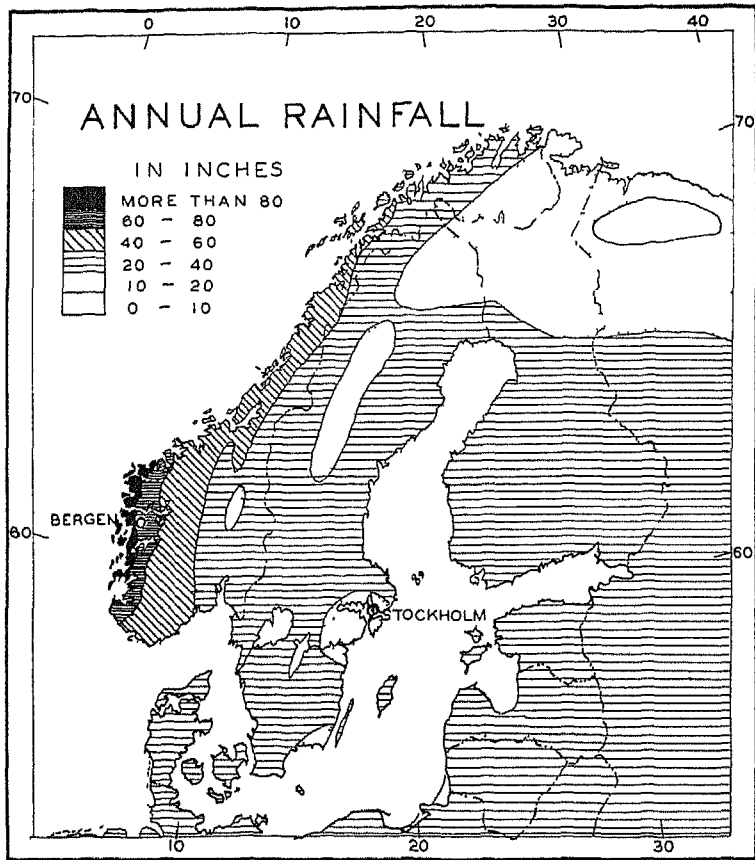 0 10 20 30 40
70 70
ANNUAL RAINFALL
IN INCHES
MORE THAN 80
60 - 80
40 - 60
20 - 40
10 - 20
0 - 10
BERGEN
60 60
STOCKHOLM
10 20 30